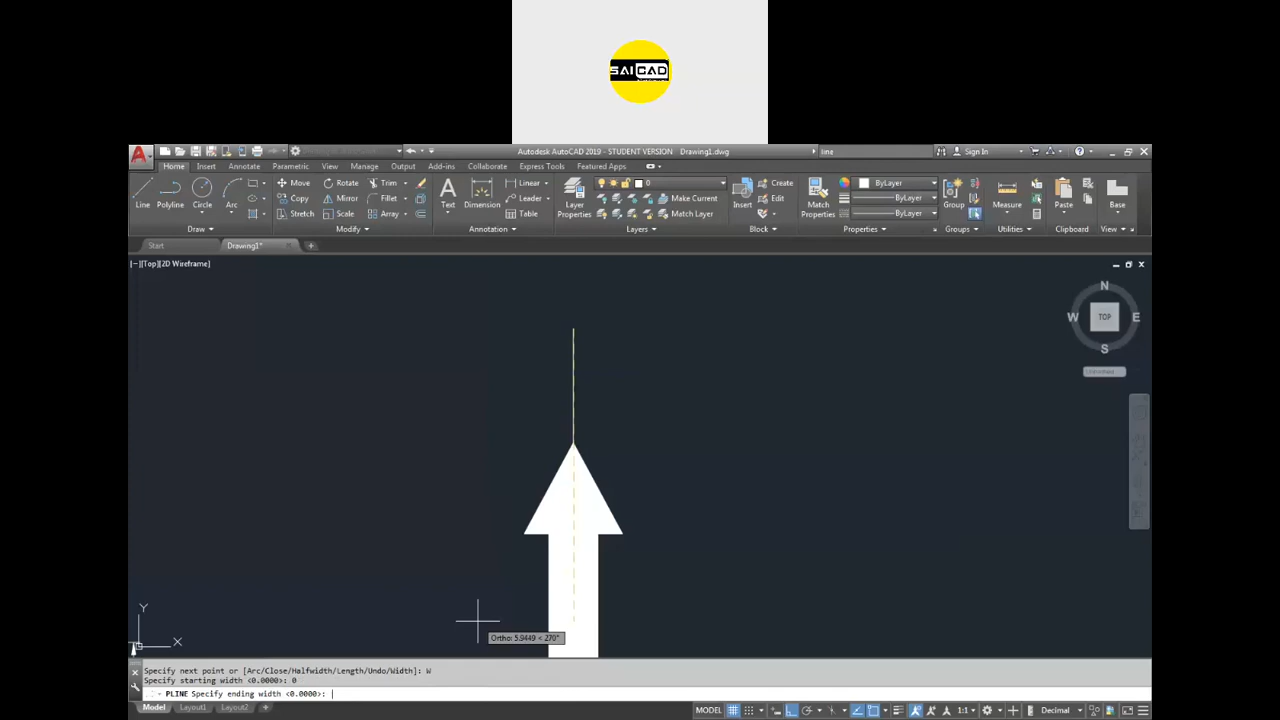 SAI CAD
Autodesk AutoCAD 2019 - STUDENT VERSION Drawing1.dwg
line
Sign In
Home Insert Annotate Parametric View Manage Output Add-ins Collaborate Express Tools Featured Apps
Line Polyline Circle Arc
Move Rotate Trim
Copy Mirror Fillet
Stretch Scale Array
Text Dimension
Linear
Leader
Table
Layer Properties
0
Make Current
Match Layer
Insert
Create
Edit
Match Properties
ByLayer
ByLayer
ByLayer
Group
Measure
Paste
Base
Draw Modify Annotation Layers Block Properties Groups Utilities Clipboard View
Start Drawing1*
[−][Top][2D Wireframe]
N
W TOP E
S
Unnamed
Y
X
Ortho: 5.9449 < 270°
Specify next point or [Arc/Close/Halfwidth/Length/Undo/Width]: W
Specify starting width <0.0000>: 0
PLINE Specify ending width <0.0000>:
Model Layout1 Layout2 +
MODEL 1:1 Decimal